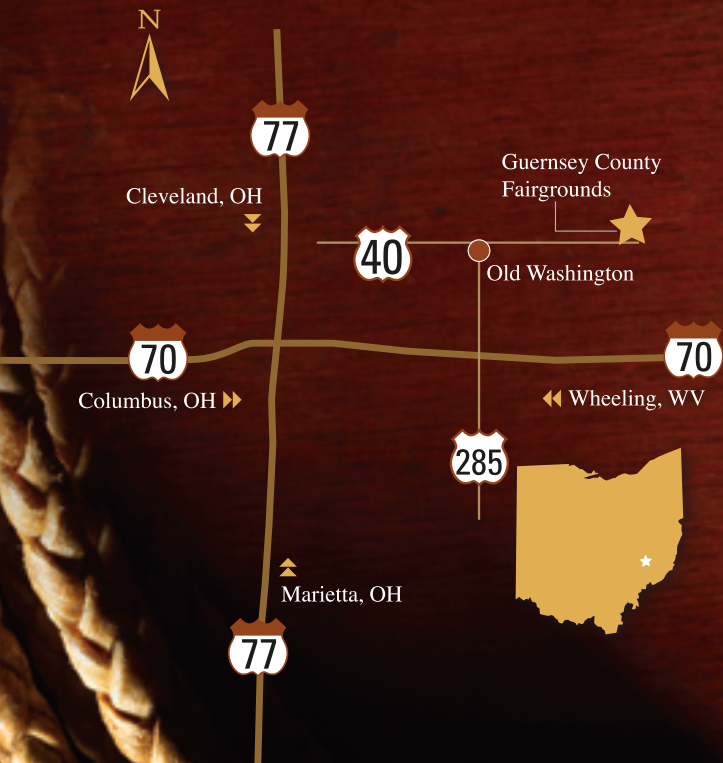 N
77
Guernsey County
Fairgrounds
Cleveland, OH
40
Old Washington
70
70
Columbus, OH
Wheeling, WV
285
Marietta, OH
77